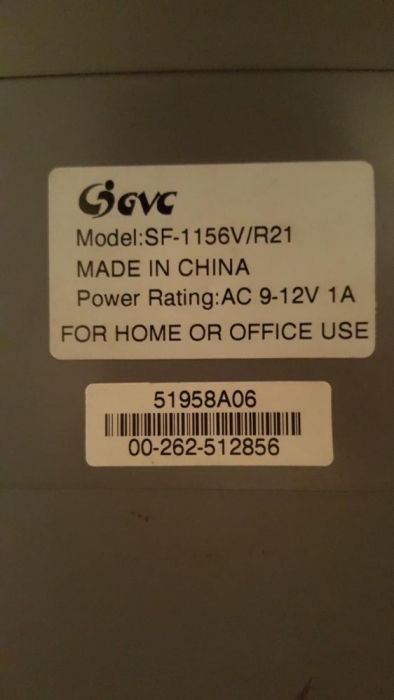 GVC
Model:SF-1156V/R21
MADE IN CHINA
Power Rating:AC 9-12V 1A
FOR HOME OR OFFICE USE
51958A06
00-262-512856